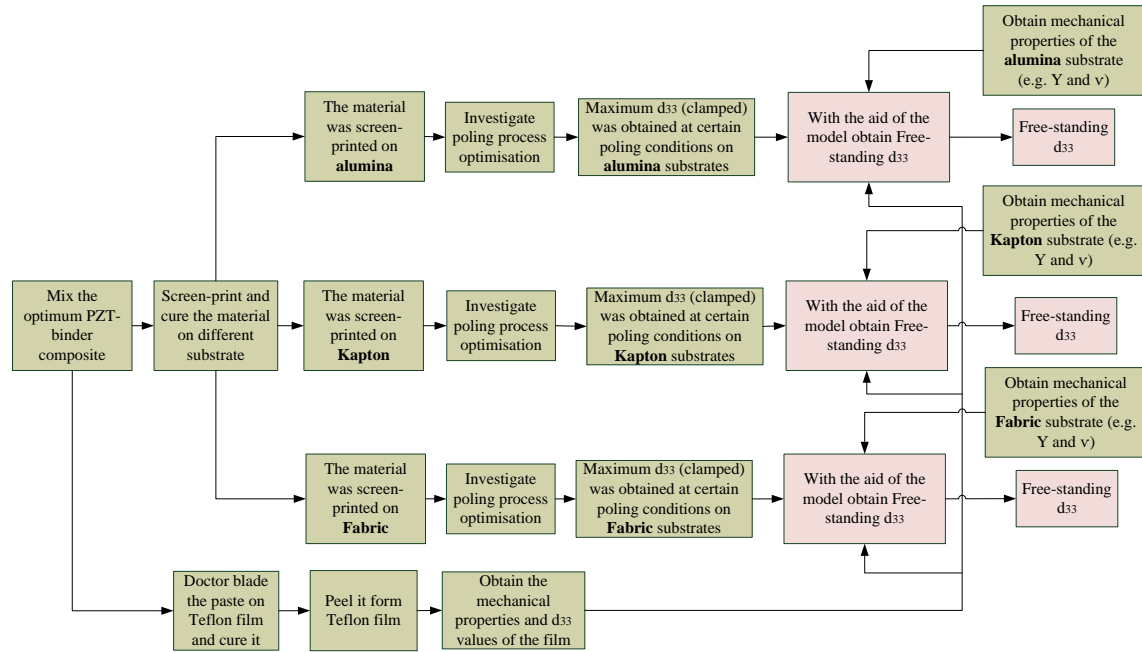 Mix the
optimum PZT-
binder
composite
Screen-print and
cure the material
on different
substrate
The material
was screen-
printed on
alumina
Investigate
poling process
optimisation
Maximum d33 (clamped)
was obtained at certain
poling conditions on
alumina substrates
With the aid of the
model obtain Free-
standing d33
Obtain mechanical
properties of the
alumina substrate
(e.g. Y and v)
Free-standing
d33
The material
was screen-
printed on
Kapton
Investigate
poling process
optimisation
Maximum d33 (clamped)
was obtained at certain
poling conditions on
Kapton substrates
With the aid of the
model obtain Free-
standing d33
Obtain mechanical
properties of the
Kapton substrate (e.g.
Y and v)
Free-standing
d33
The material
was screen-
printed on
Fabric
Investigate
poling process
optimisation
Maximum d33 (clamped)
was obtained at certain
poling conditions on
Fabric substrates
With the aid of the
model obtain Free-
standing d33
Obtain mechanical
properties of the
Fabric substrate (e.g.
Y and v)
Free-standing
d33
Doctor blade
the paste on
Teflon film
and cure it
Peel it form
Teflon film
Obtain the
mechanical
properties and d33
values of the film